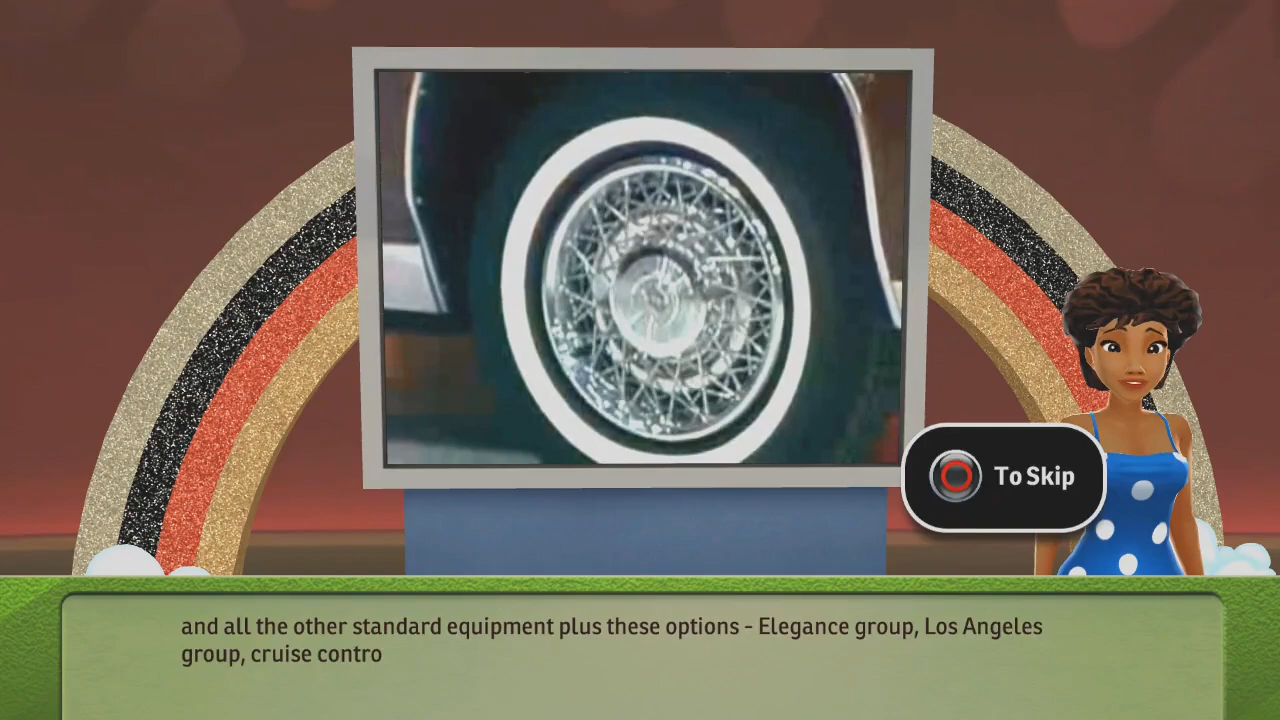 To Skip
and all the other standard equipment plus these options - Elegance group, Los Angeles
group, cruise contro